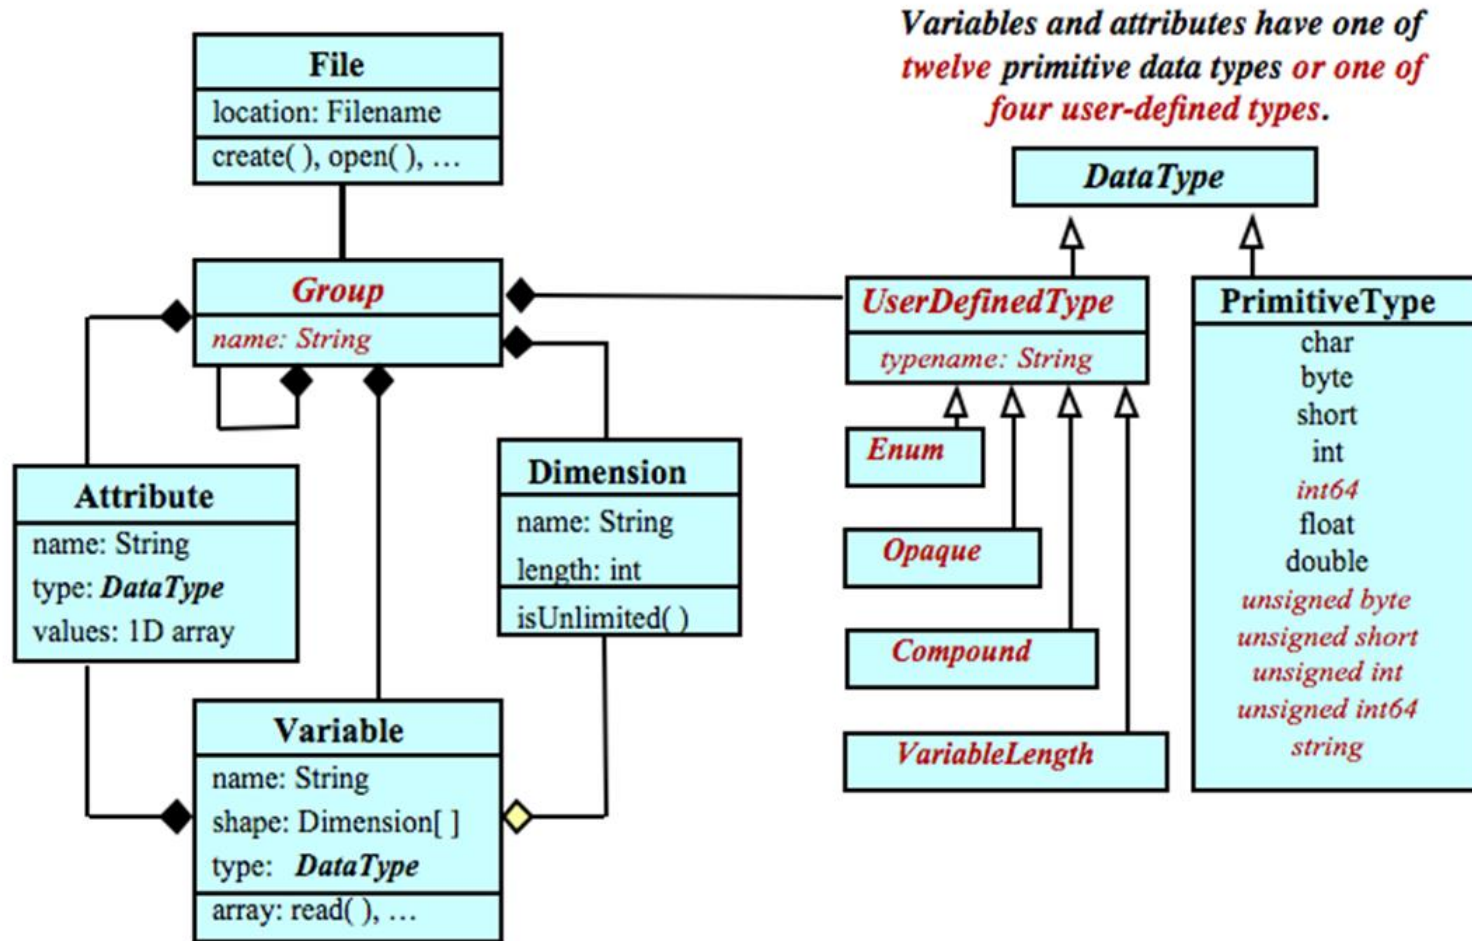 Variables and attributes have one of
twelve primitive data types or one of
four user-defined types.
File
location: Filename
create( ), open( ), ...
Group
name: String
Attribute
name: String
type: DataType
values: 1D array
Dimension
name: String
length: int
isUnlimited( )
Variable
name: String
shape: Dimension[ ]
type: DataType
array: read( ), ...
DataType
UserDefinedType
typename: String
Enum
Opaque
Compound
VariableLength
PrimitiveType
char
byte
short
int
int64
float
double
unsigned byte
unsigned short
unsigned int
unsigned int64
string